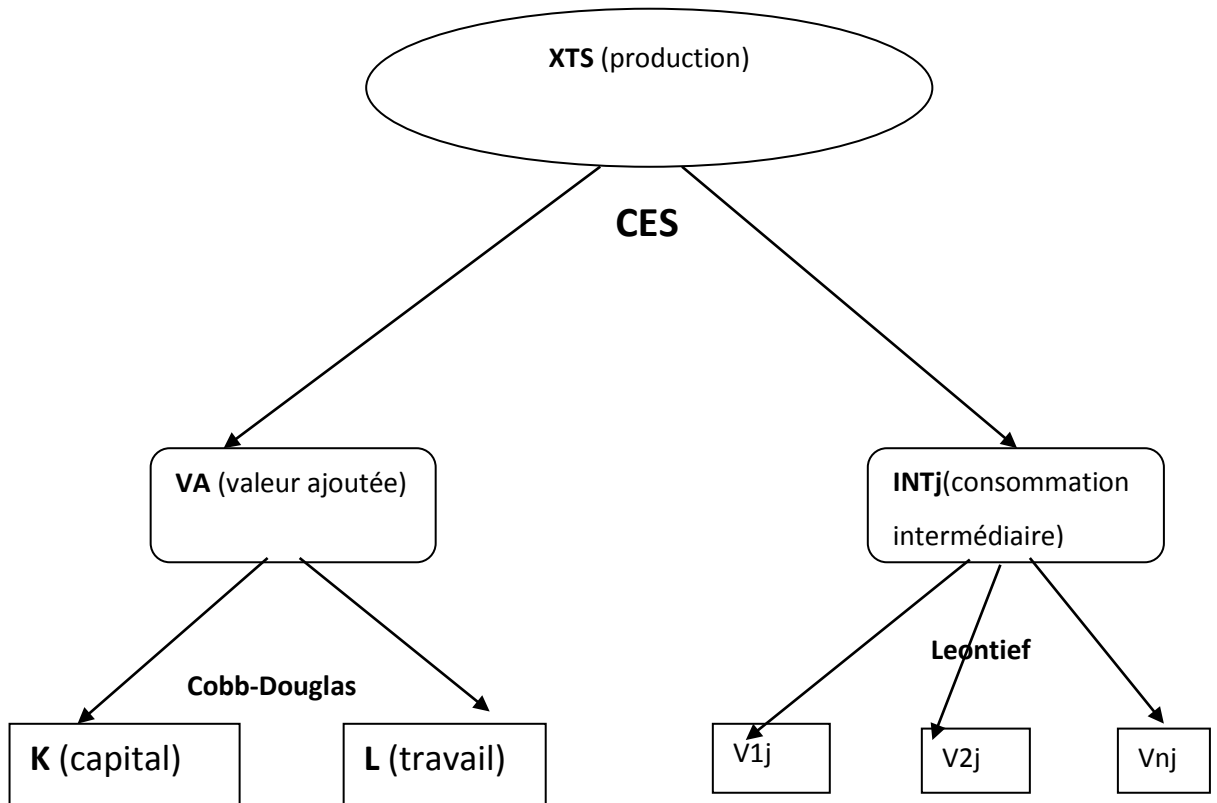 XTS (production)
CES
VA (valeur ajoutée)
INTj(consommation
intermédiaire)
Cobb-Douglas
Leontief
K (capital)
L (travail)
V1j
V2j
Vnj